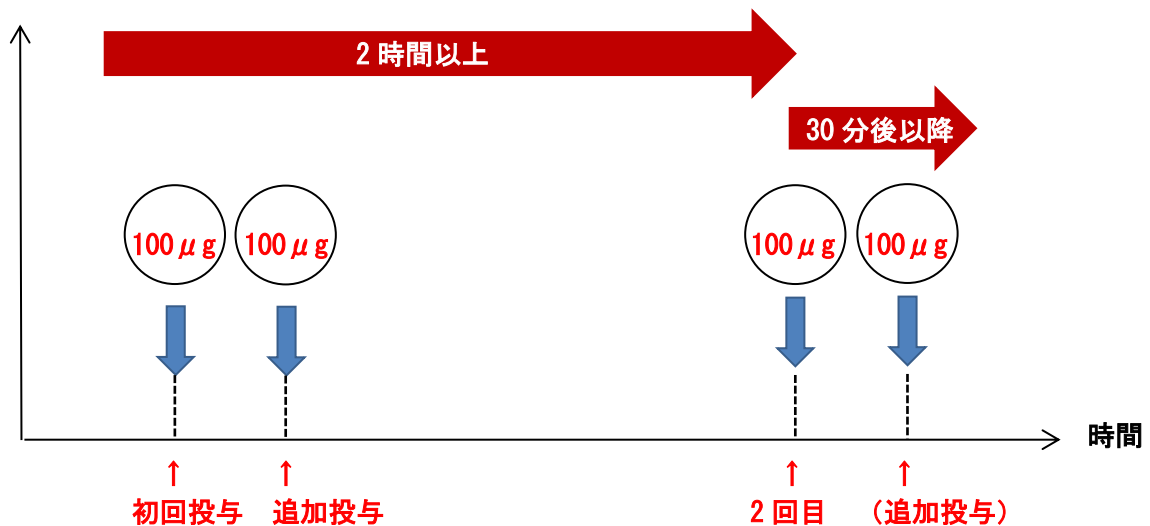 2時間以上
30分後以降
100μg
100μg
100μg
100μg
時間
↑
↑
↑
↑
初回投与
追加投与
2回目
(追加投与)